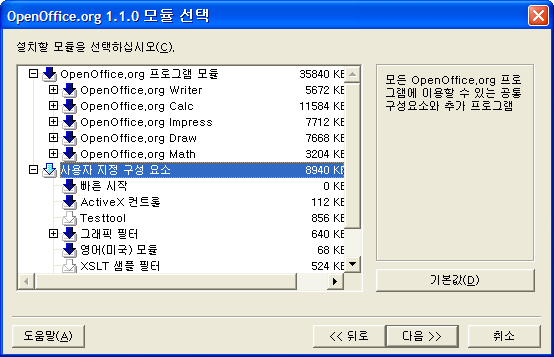 OpenOffice.org 1.1.0 모듈 선택
설치할 모듈을 선택하십시오(C).
OpenOffice.org 프로그램 모듈 35840 KB
OpenOffice.org Writer 5672 KB
OpenOffice.org Calc 11584 KB
OpenOffice.org Impress 7712 KB
OpenOffice.org Draw 7668 KB
OpenOffice.org Math 3204 KB
사용자 지정 구성 요소 8940 KB
빠른 시작 0 KB
ActiveX 컨트롤 112 KB
Testtool 856 KB
그래픽 필터 640 KB
영어(미국) 모듈 68 KB
XSLT 샘플 필터 524 KB
모든 OpenOffice.org 프로
그램에 이용할 수 있는 공통
구성요소와 추가 프로그램
기본값(D)
도움말(A)
<< 뒤로
다음 >>
취소